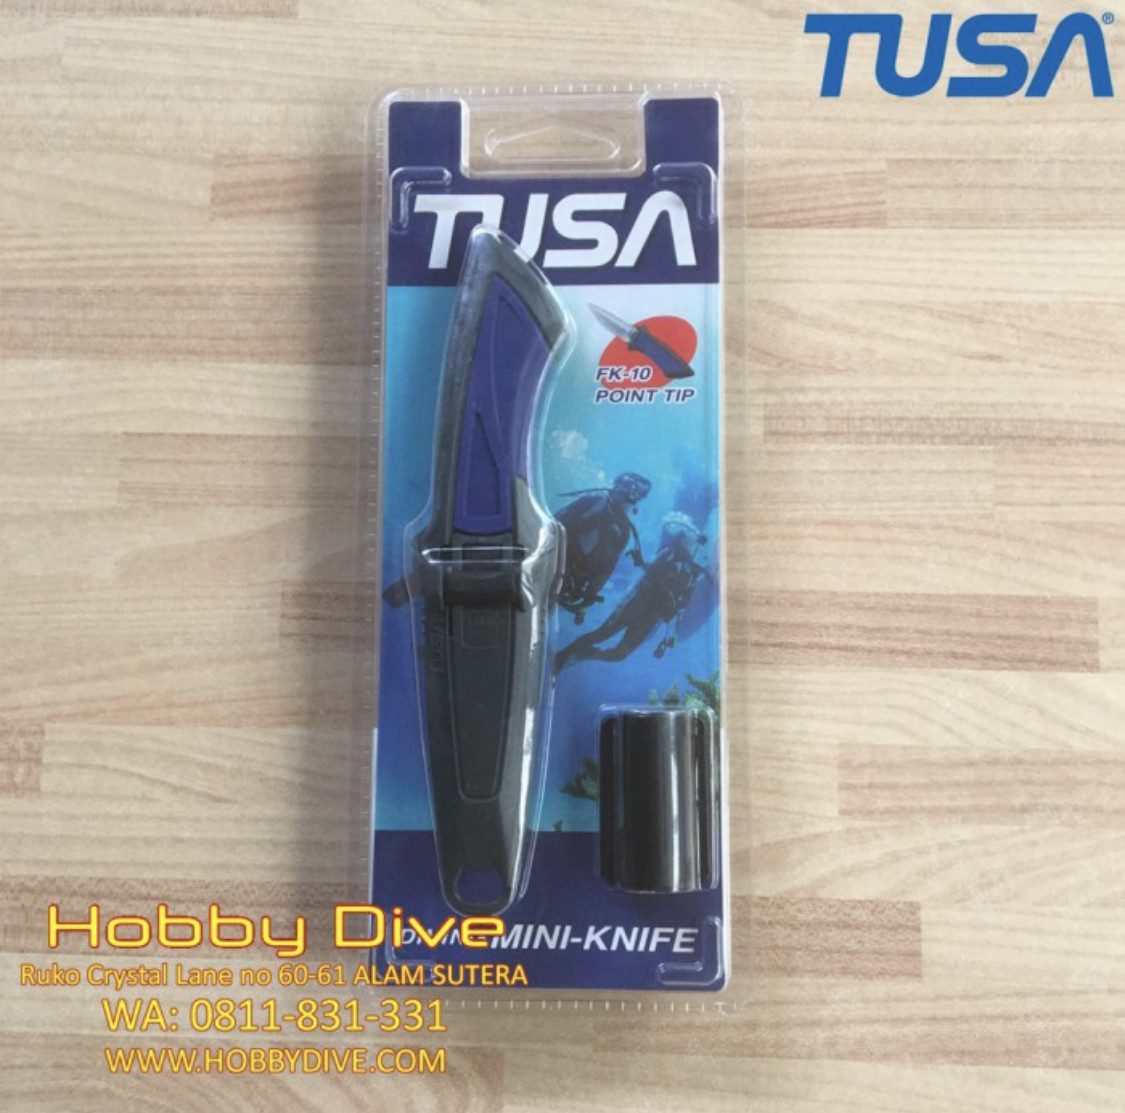 TUSA®
TUSA
FK-10
POINT TIP
MINI-KNIFE
Hobby Dive
Ruko Crystal Lane no 60-61 ALAM SUTERA
WA: 0811-831-331
WWW.HOBBYDIVE.COM